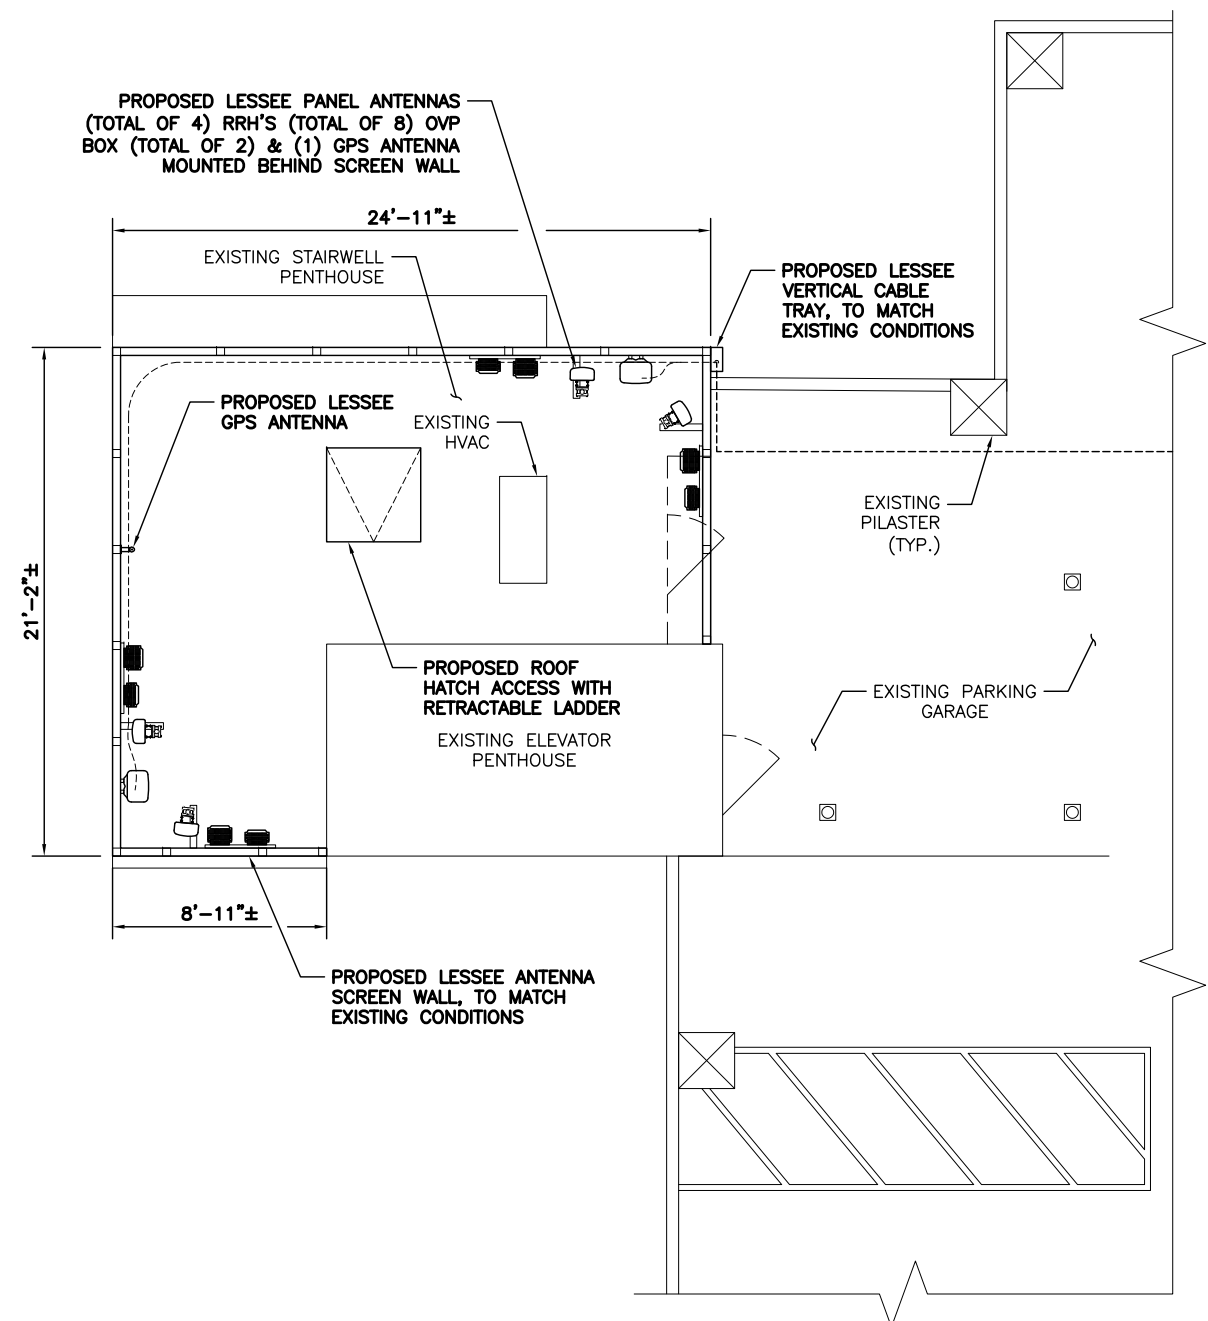 PROPOSED LESSEE PANEL ANTENNAS
(TOTAL OF 4) RRH'S (TOTAL OF 8) OVP
BOX (TOTAL OF 2) & (1) GPS ANTENNA
MOUNTED BEHIND SCREEN WALL
24'-11"±
EXISTING STAIRWELL
PENTHOUSE
PROPOSED LESSEE
VERTICAL CABLE
TRAY, TO MATCH
EXISTING CONDITIONS
PROPOSED LESSEE
GPS ANTENNA
EXISTING
HVAC
EXISTING
PILASTER
(TYP.)
21'-2"±
PROPOSED ROOF
HATCH ACCESS WITH
RETRACTABLE LADDER
EXISTING ELEVATOR
PENTHOUSE
EXISTING PARKING
GARAGE
8'-11"±
PROPOSED LESSEE ANTENNA
SCREEN WALL, TO MATCH
EXISTING CONDITIONS